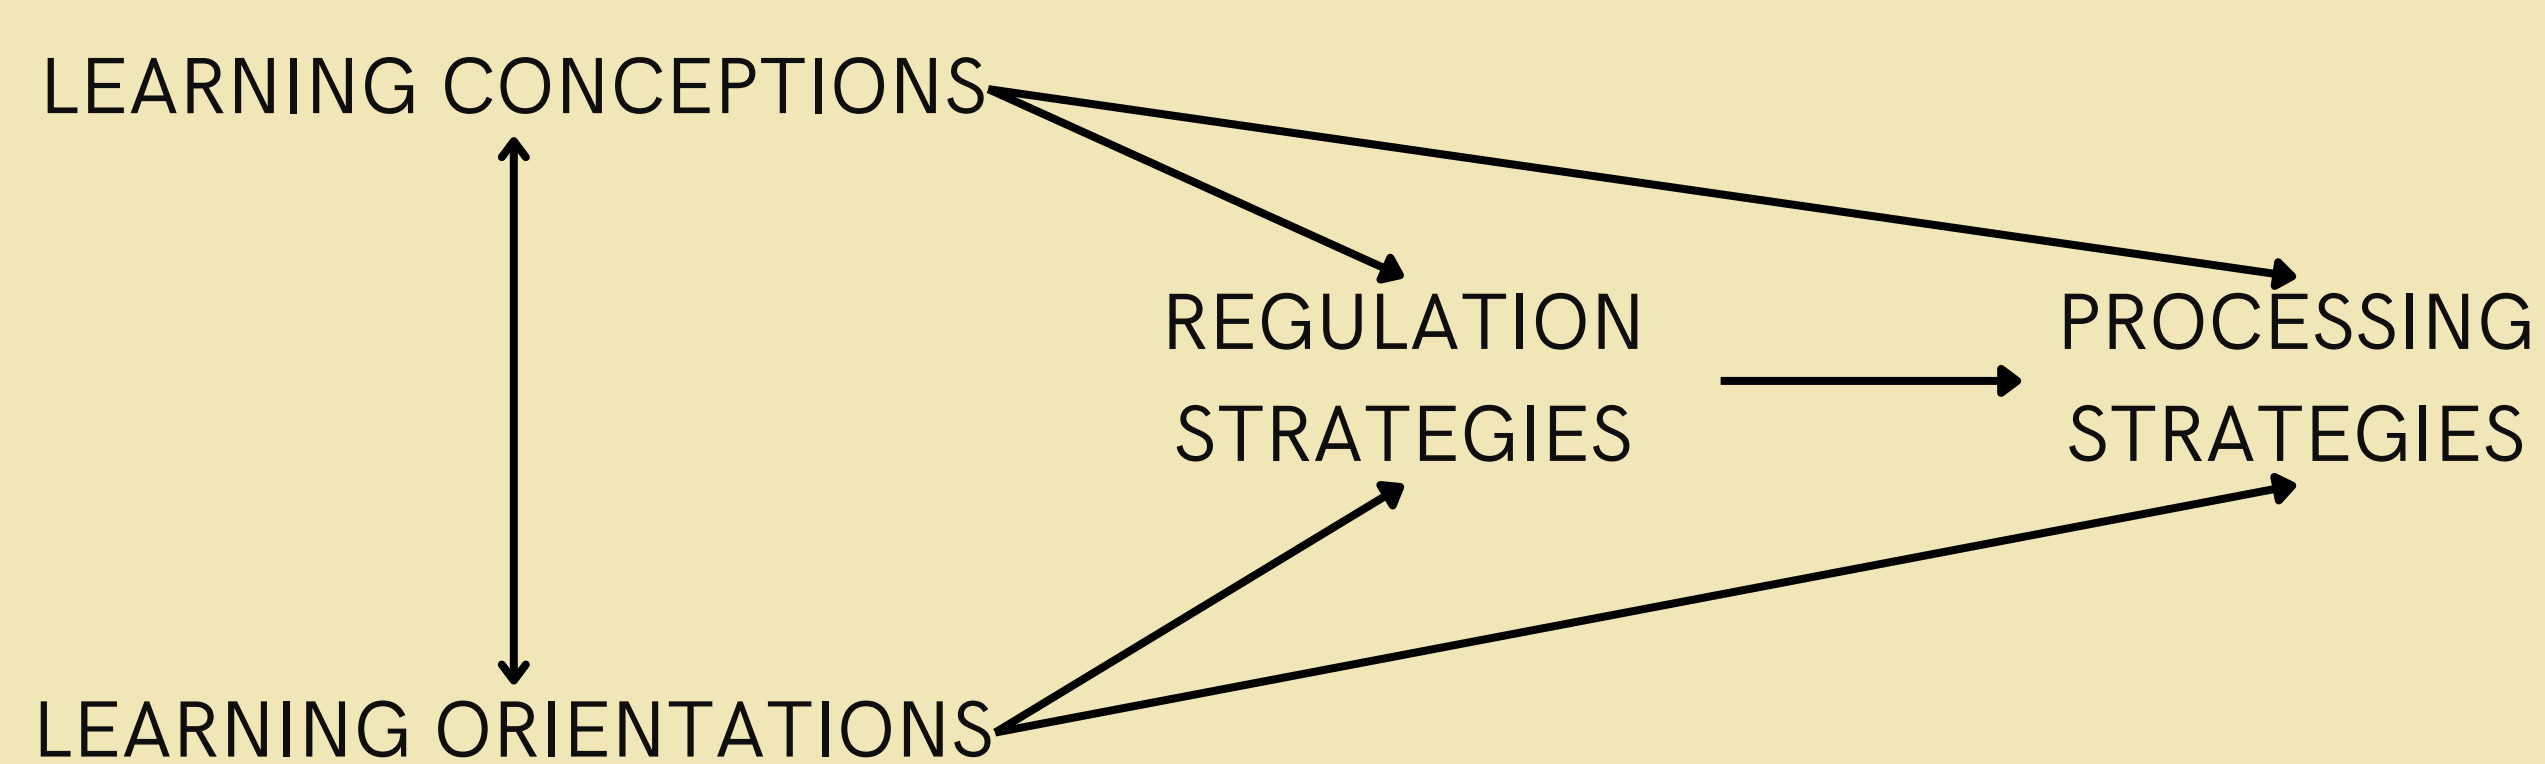 LEARNING CONCEPTIONS
REGULATION
STRATEGIES
PROCESSING
STRATEGIES
LEARNING ORIENTATIONS